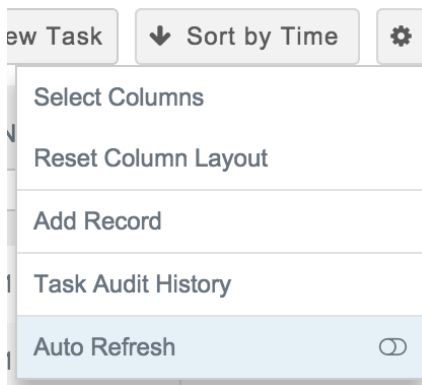 ew Task
Sort by Time
Select Columns
Reset Column Layout
Add Record
Task Audit History
Auto Refresh